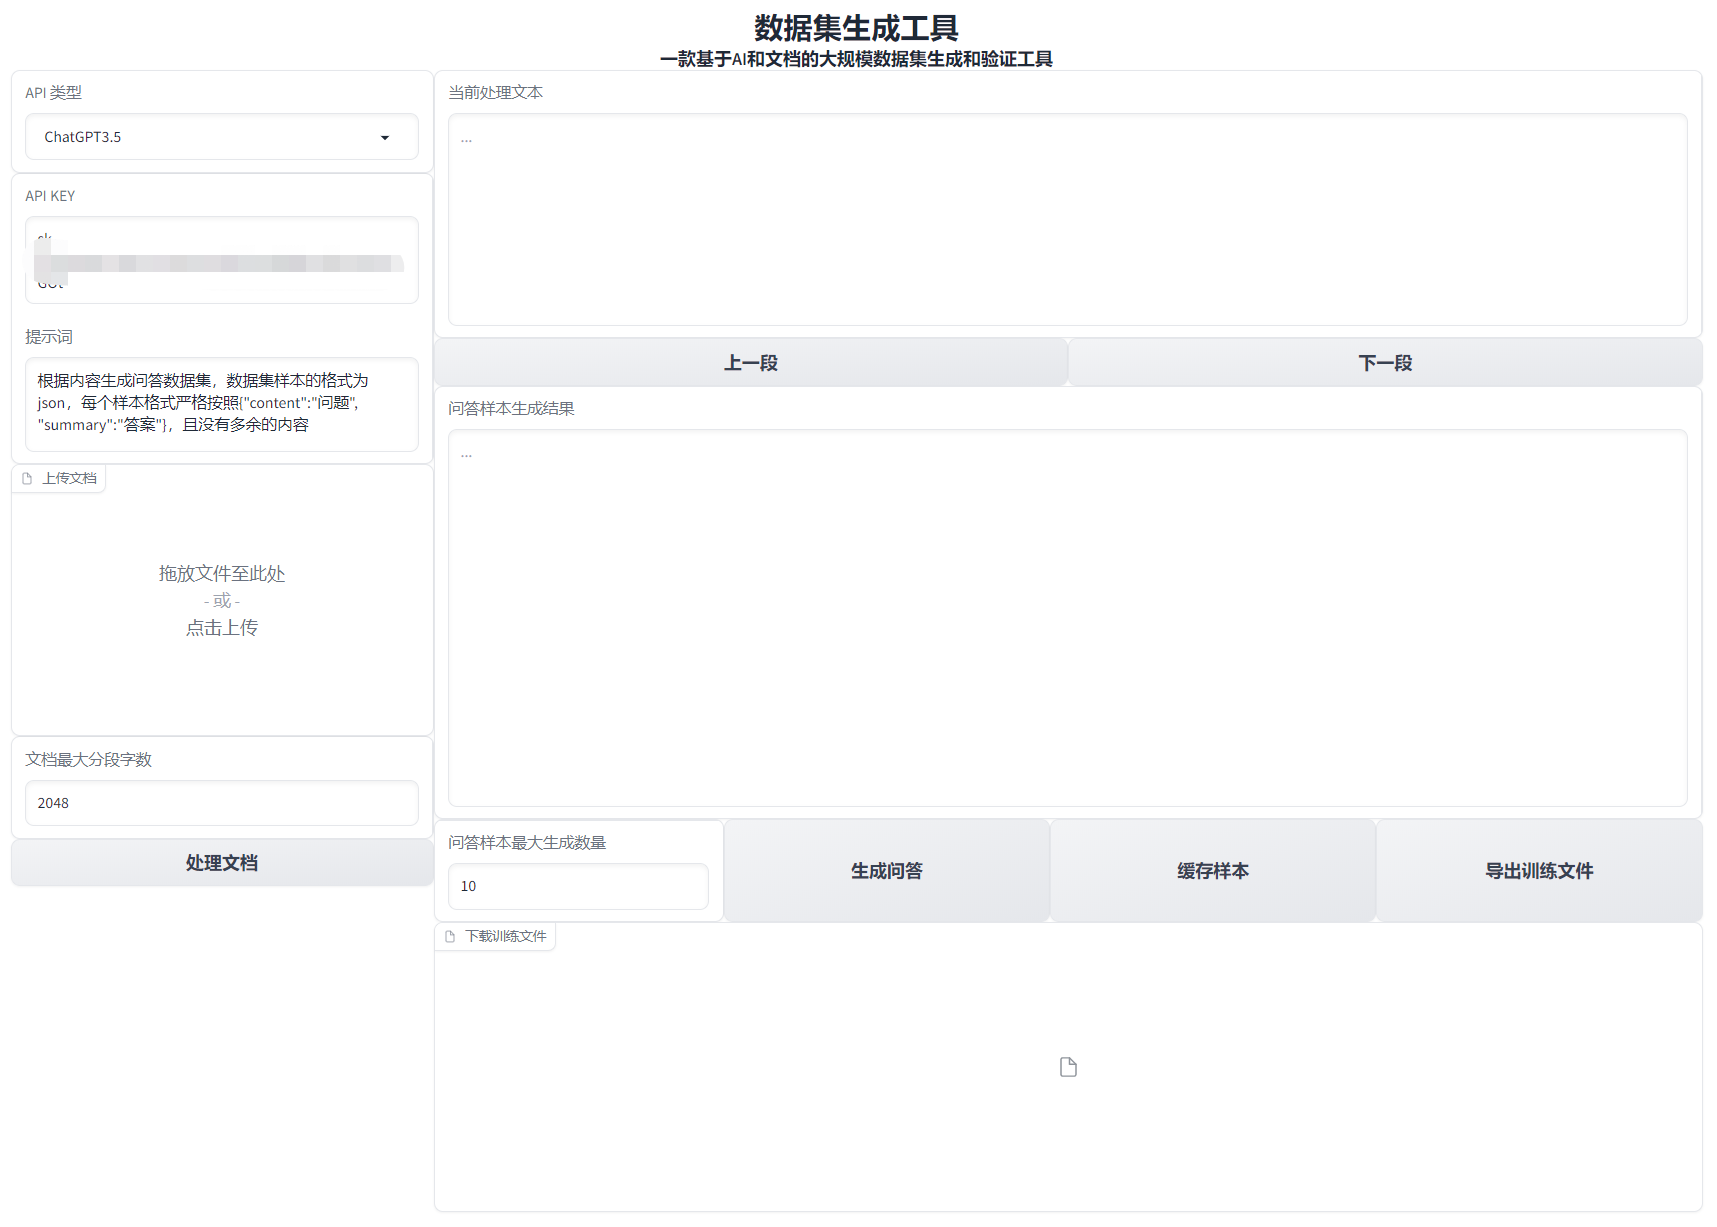 数据集生成工具
一款基于AI和文档的大规模数据集生成和验证工具
API 类型
ChatGPT3.5
API KEY
提示词
根据内容生成问答数据集，数据集样本的格式为
json，每个样本格式严格按照{"content":"问题",
"summary":"答案"}，且没有多余的内容
上传文档
拖放文件至此处
- 或 -
点击上传
文档最大分段字数
2048
处理文档
当前处理文本
...
上一段
下一段
问答样本生成结果
...
问答样本最大生成数量
10
生成问答
缓存样本
导出训练文件
下载训练文件